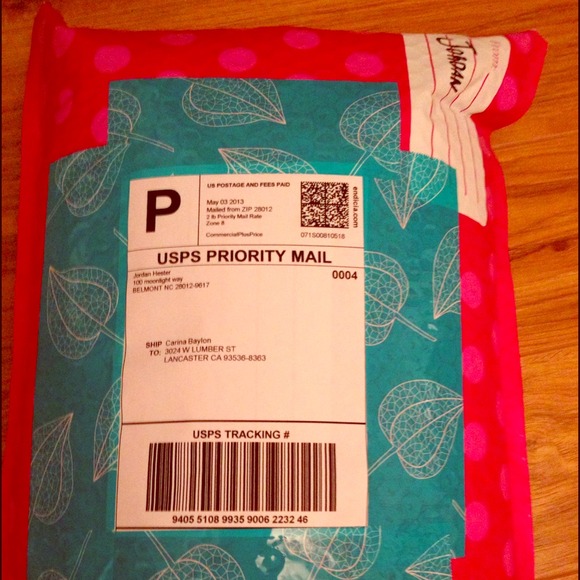 Jordan
P
US POSTAGE AND FEES PAID
May 03 2013
Mailed from ZIP 28012
2 lb Priority Mail Rate
Zone 8
CommercialPlusPrice
endicia.com
071S00810518
USPS PRIORITY MAIL
Jordan Hester
0004
100 moonlight way
BELMONT NC 28012-9617
SHIP Carina Baylon
TO: 3024 W LUMBER ST
LANCASTER CA 93536-8363
USPS TRACKING #
9405 5108 9935 9006 2232 46